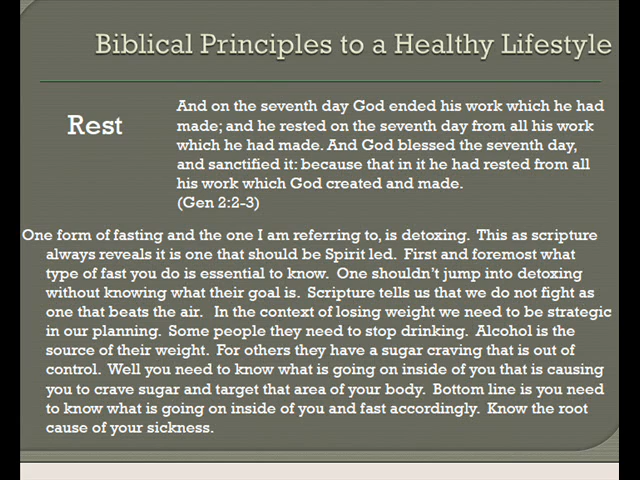 Biblical Principles to a Healthy Lifestyle
Rest
And on the seventh day God ended his work which he had
made; and he rested on the seventh day from all his work
which he had made. And God blessed the seventh day,
and sanctified it: because that in it he had rested from all
his work which God created and made.
(Gen 2:2-3)
One form of fasting and the one I am referring to, is detoxing. This as scripture
always reveals it is one that should be Spirit led. First and foremost what
type of fast you do is essential to know. One shouldn't jump into detoxing
without knowing what their goal is. Scripture tells us that we do not fight as
one that beats the air. In the context of losing weight we need to be strategic
in our planning. Some people they need to stop drinking. Alcohol is the
source of their weight. For others they have a sugar craving that is out of
control. Well you need to know what is going on inside of you that is causing
you to crave sugar and target that area of your body. Bottom line is you need
to know what is going on inside of you and fast accordingly. Know the root
cause of your sickness.